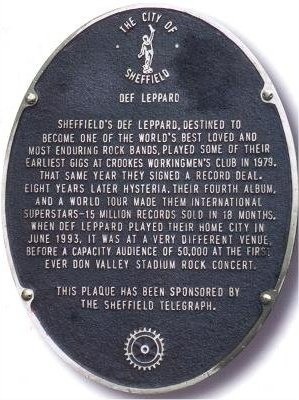 THE CITY OF
SHEFFIELD
DEF LEPPARD
SHEFFIELD'S DEF LEPPARD, DESTINED TO
BECOME ONE OF THE WORLD'S BEST LOVED AND
MOST ENDURING ROCK BANDS, PLAYED SOME OF THEIR
EARLIEST GIGS AT CROOKES WORKINGMEN'S CLUB IN 1979.
THAT SAME YEAR THEY SIGNED A RECORD DEAL.
EIGHT YEARS LATER HYSTERIA, THEIR FOURTH ALBUM,
AND A WORLD TOUR MADE THEM INTERNATIONAL
SUPERSTARS-15 MILLION RECORDS SOLD IN 18 MONTHS.
WHEN DEF LEPPARD PLAYED THEIR HOME CITY IN
JUNE 1993, IT WAS AT A VERY DIFFERENT VENUE,
BEFORE A CAPACITY AUDIENCE OF 50,000 AT THE FIRST
EVER DON VALLEY STADIUM ROCK CONCERT.
THIS PLAQUE HAS BEEN SPONSORED BY
THE SHEFFIELD TELEGRAPH.